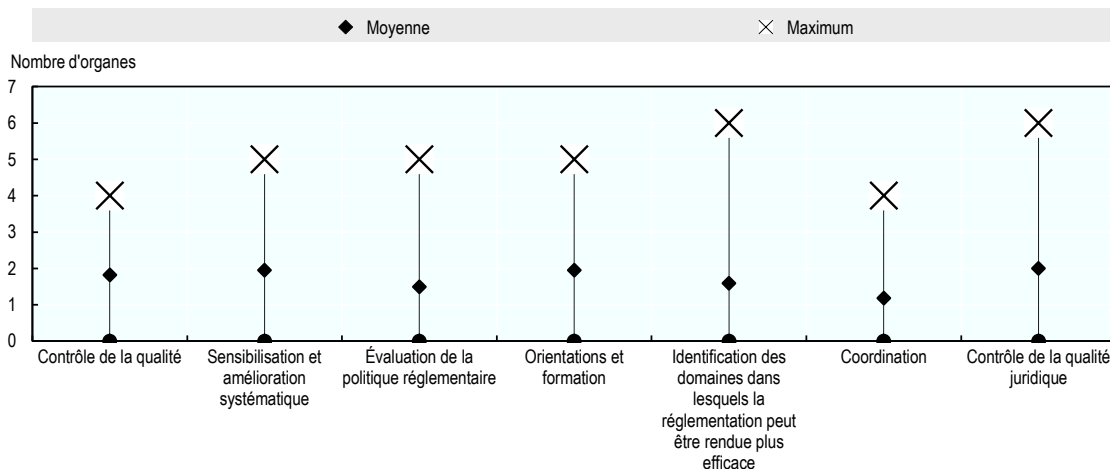 Moyenne
Maximum
Nombre d'organes
7
6
5
4
3
2
1
0
Contrôle de la qualité
Sensibilisation et
amélioration
systématique
Évaluation de la
politique réglementaire
Orientations et
formation
Identification des
domaines dans
lesquels la
réglementation peut
être rendue plus
efficace
Coordination
Contrôle de la qualité
juridique